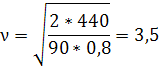 ν = √(2 * 440 / 90 * 0,8) = 3,5